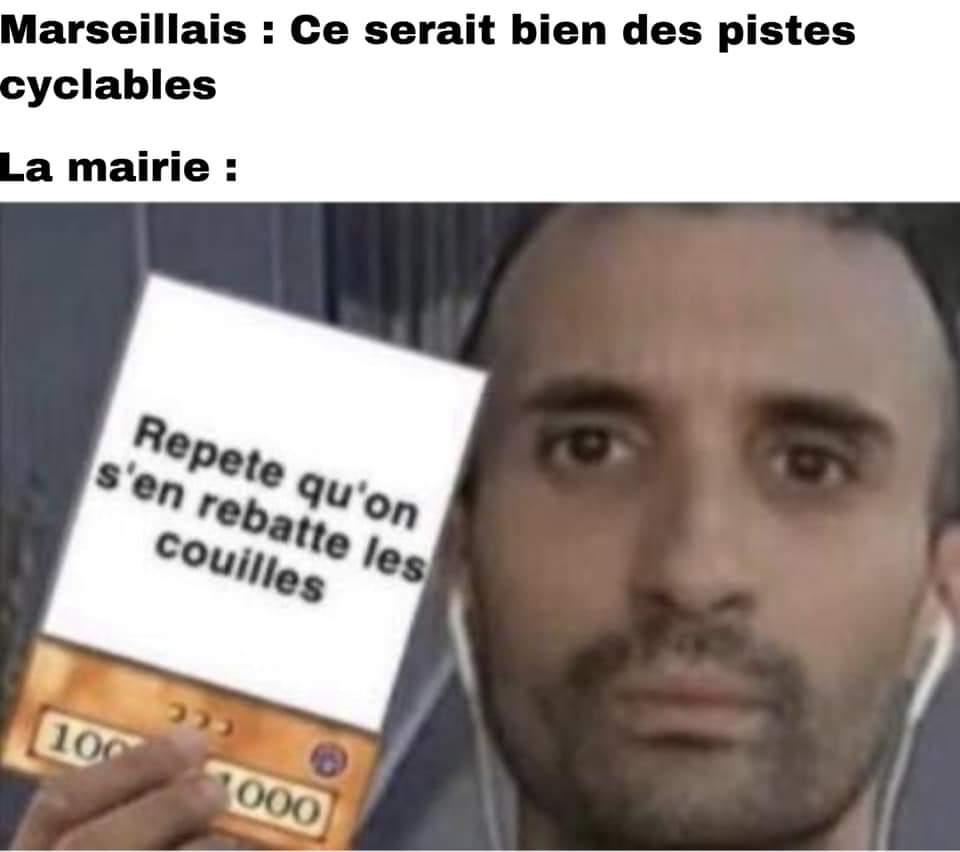 Marseillais : Ce serait bien des pistes
cyclables
La mairie :
Repete qu'on
s'en rebatte les
couilles
1000